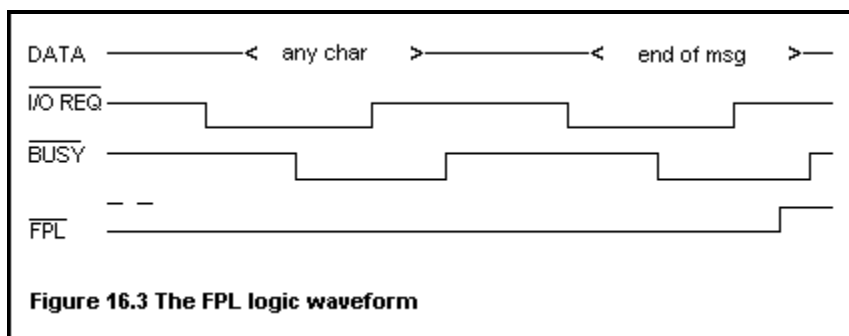 DATA < any char > < end of msg >
I/O REQ
BUSY
FPL
Figure 16.3 The FPL logic waveform